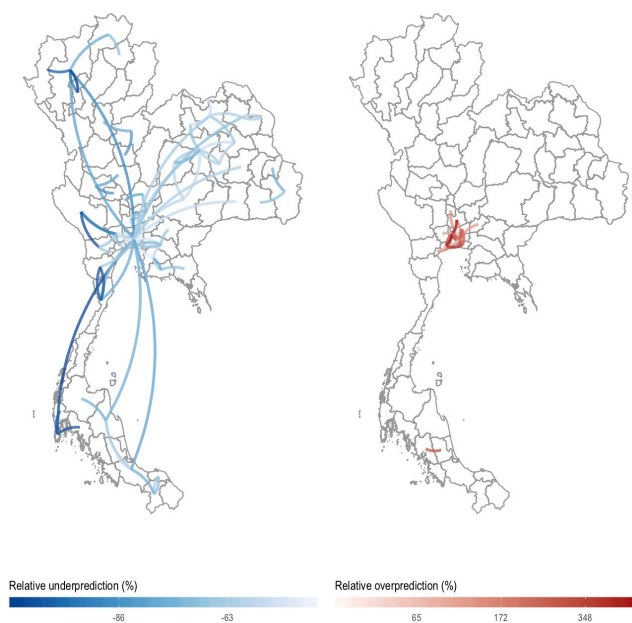 Relative underprediction (%)
-86
-63
Relative overprediction (%)
65
172
348